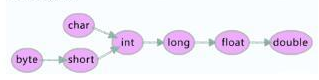 char
int long float double
byte short